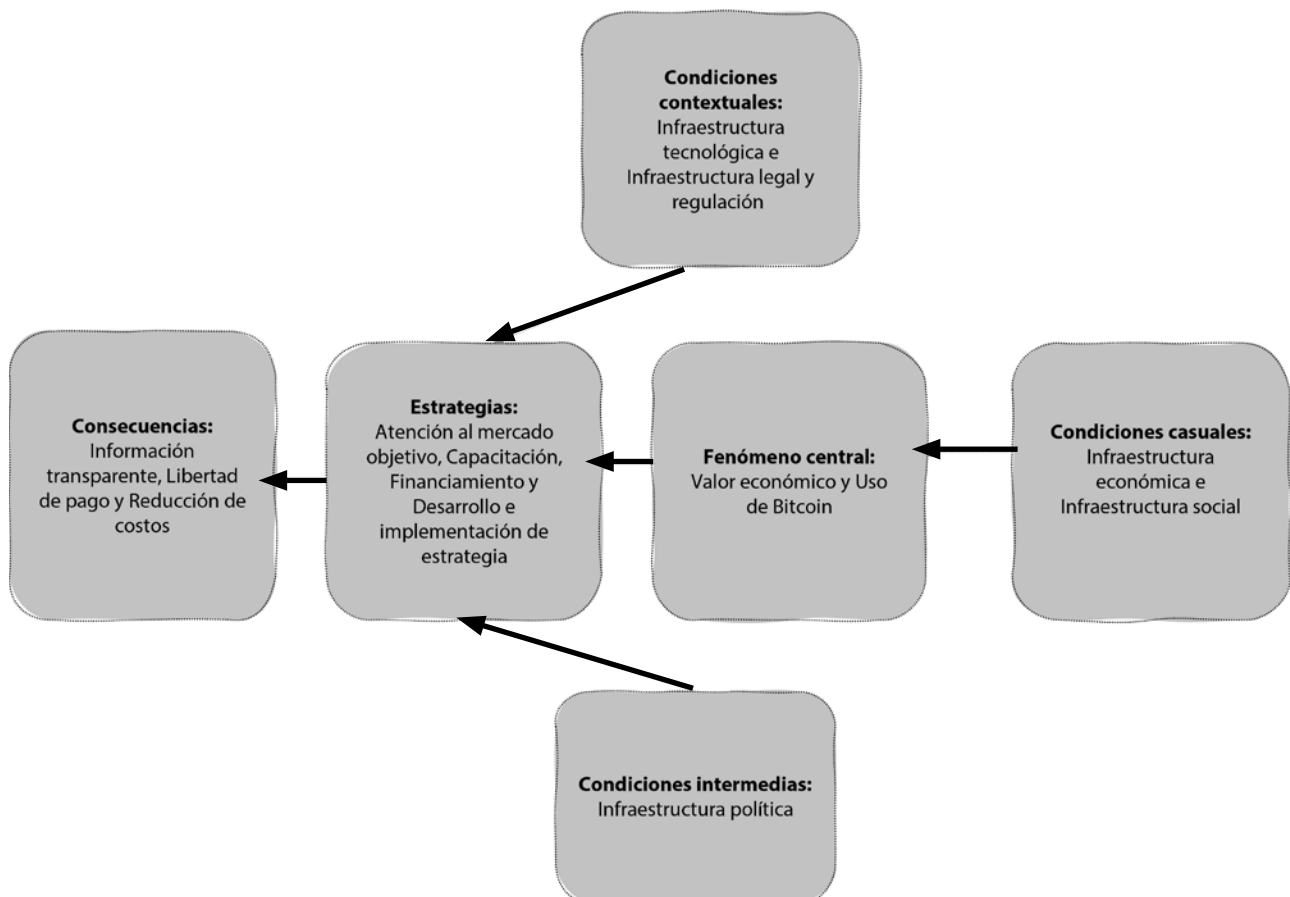 Condiciones
contextuales:
Infraestructura
tecnológica e
Infraestructura legal y
regulación
Consecuencias:
Información
transparente, Libertad
de pago y Reducción de
costos
Estrategias:
Atención al mercado
objetivo, Capacitación,
Financiamiento y
Desarrollo e
implementación de
estrategia
Fenómeno central:
Valor económico y Uso
de Bitcoin
Condiciones casuales:
Infraestructura
económica e
Infraestructura social
Condiciones intermedias:
Infraestructura política